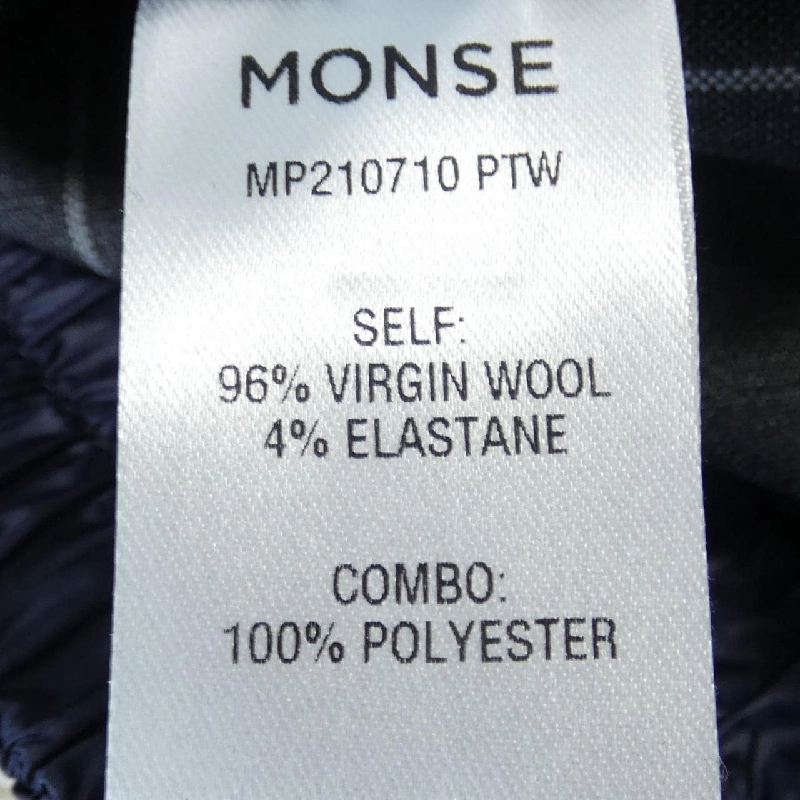 MONSE
MP210710 PTW
SELF:
96% VIRGIN WOOL
4% ELASTANE
COMBO:
100% POLYESTER